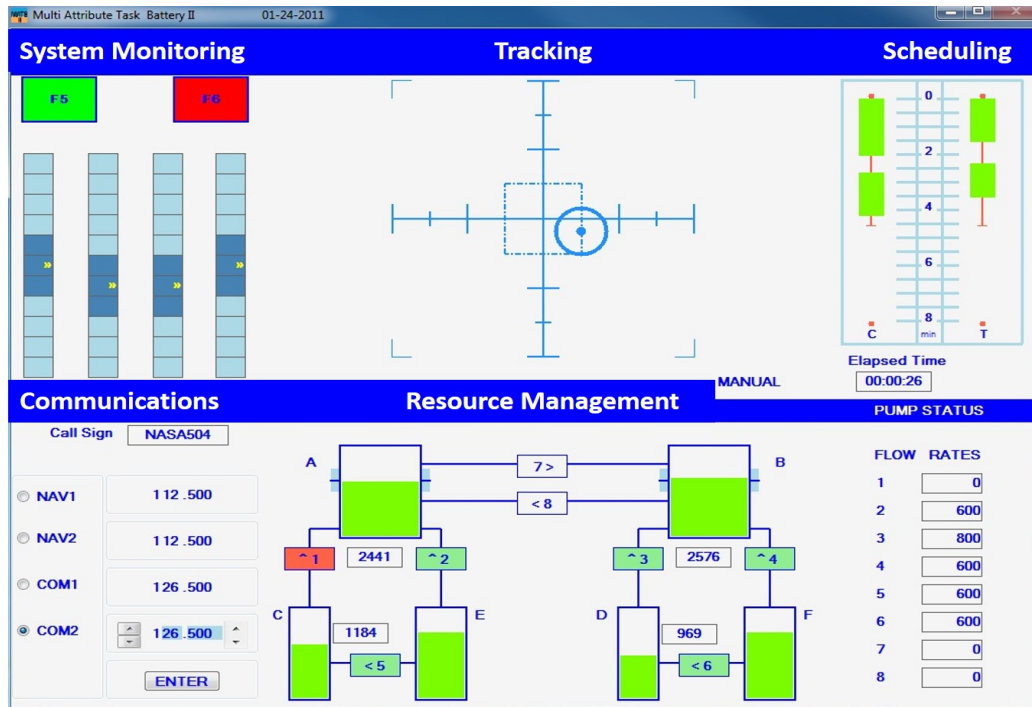 Multi Attribute Task Battery II 01-24-2011
System Monitoring
Tracking
Scheduling
F5
F6
»
»
»
»
0
2
4
6
8
C
min
T
Elapsed Time
00:00:26
MANUAL
Communications
Resource Management
PUMP STATUS
Call Sign NASA504
NAV1 112.500
NAV2 112.500
COM1 126.500
COM2 126.500
ENTER
A
7 >
B
< 8
^ 1
2441
^ 2
^ 3
2576
^ 4
C
1184
E
D
969
F
< 5
< 6
FLOW RATES
1 0
2 600
3 800
4 600
5 600
6 600
7 0
8 0